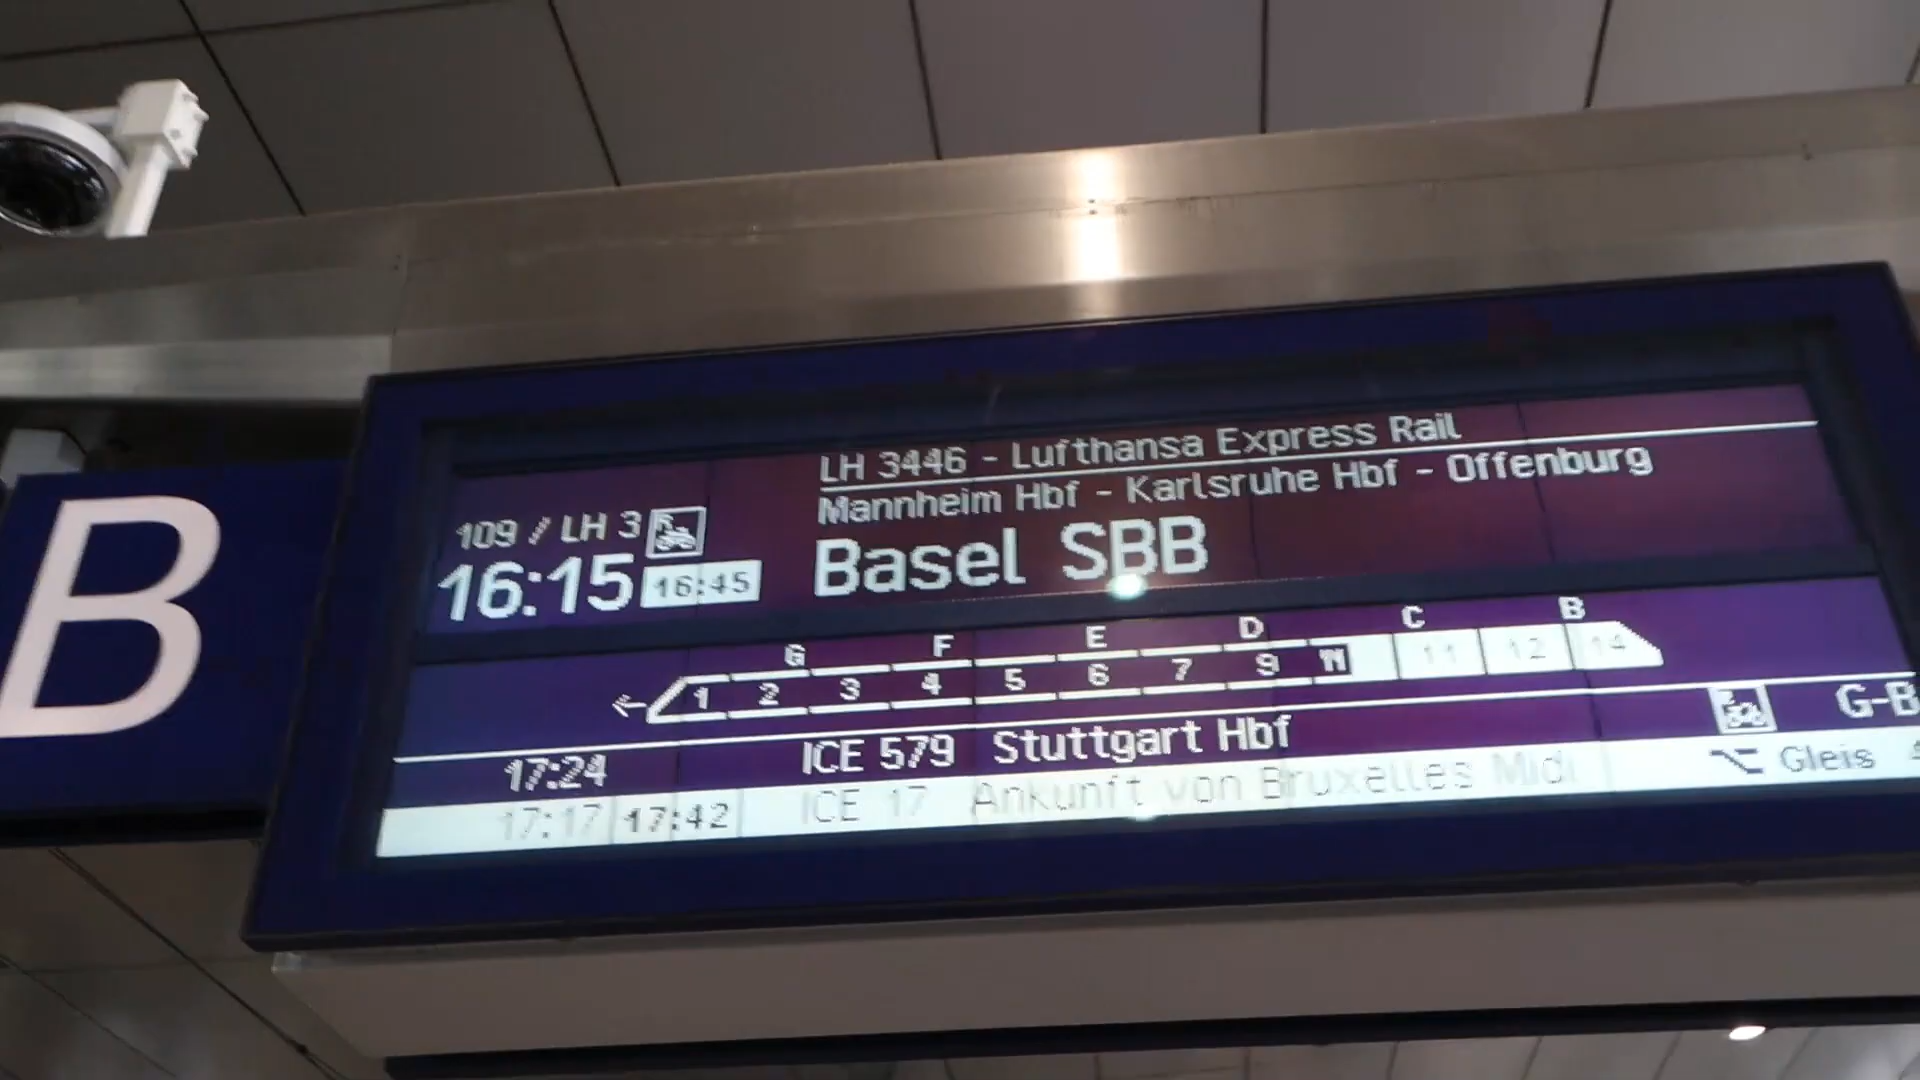 B
LH 3446 - Lufthansa Express Rail
Mannheim Hbf - Karlsruhe Hbf - Offenburg
109 // LH 3
16:15 16:45 Basel SBB
G F E D C B
1 2 3 4 5 6 7 9 11 12 14
17:24 ICE 579 Stuttgart Hbf G-B
17:17 17:42 ICE 17 Ankunft von Bruxelles Midi Gleis